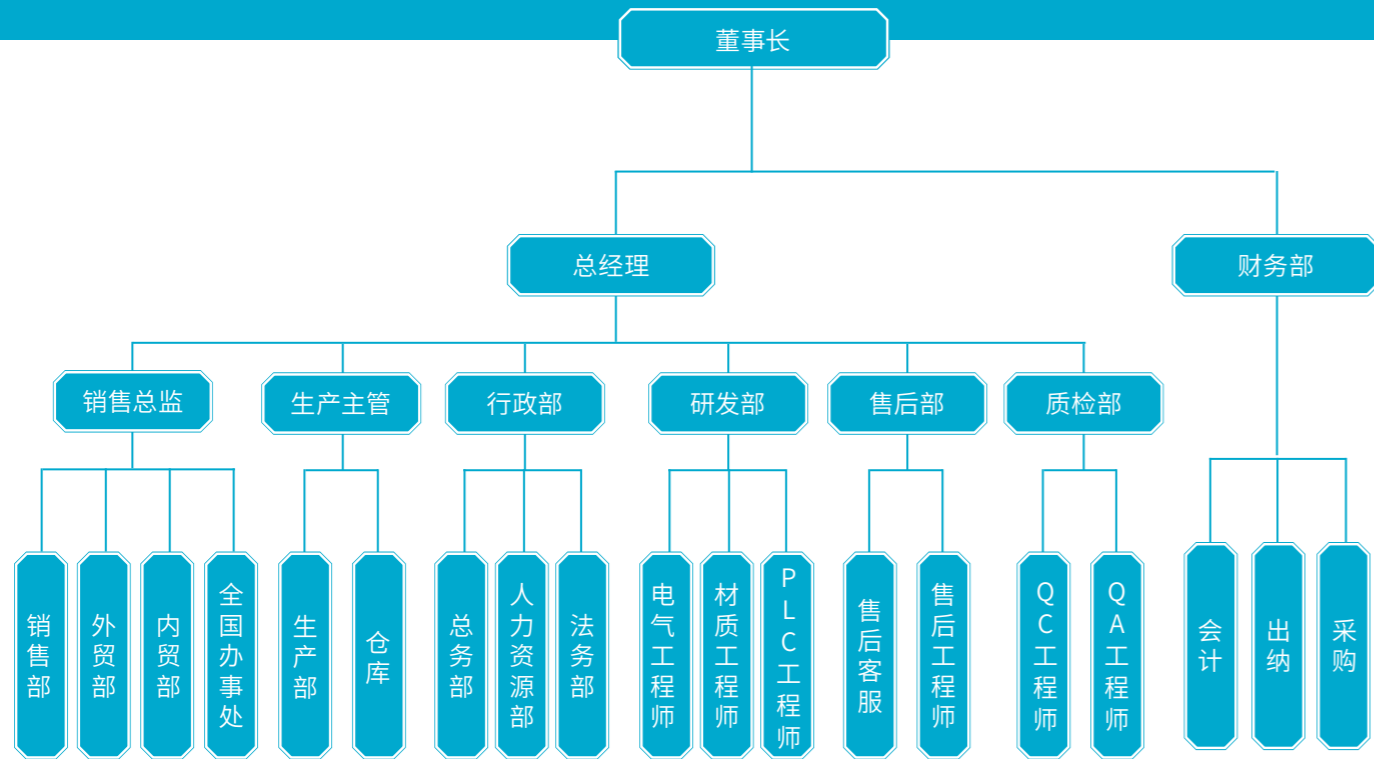 董事长
总经理
财务部
销售总监
生产主管
行政部
研发部
售后部
质检部
销售部
外贸部
内贸部
全国办事处
生产部
仓库
总务部
人力资源部
法务部
电气工程师
材质工程师
PLC工程师
售后客服
售后工程师
QC工程师
QA工程师
会计
出纳
采购